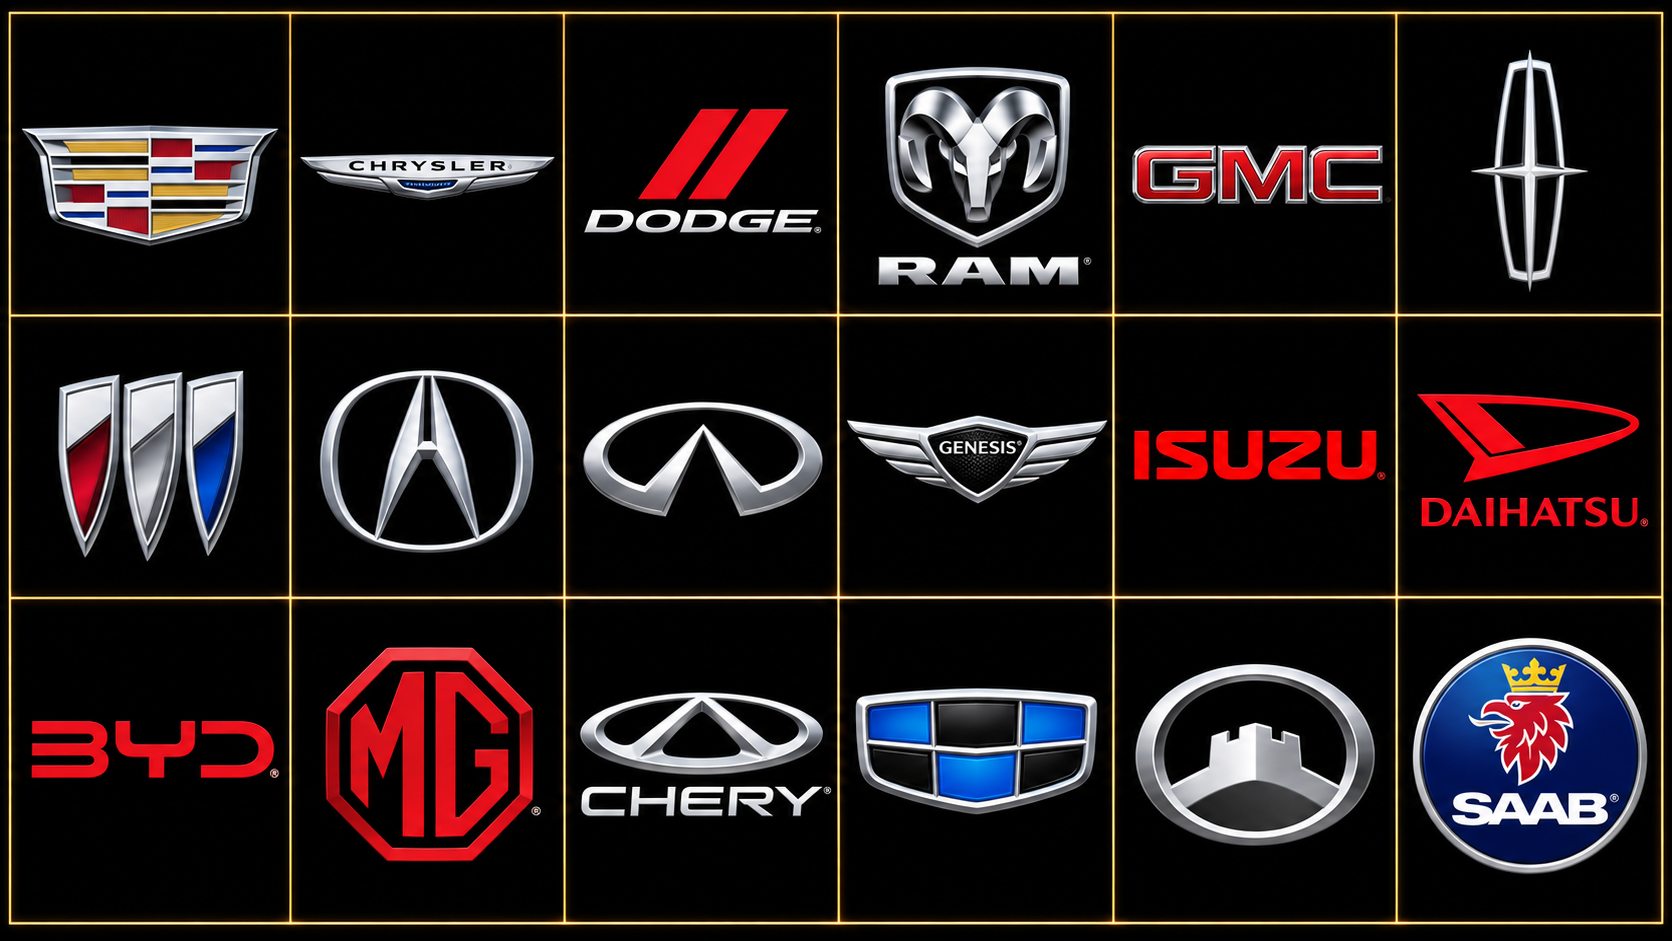 CHRYSLER
DODGE®
RAM®
GMC
GENESIS®
ISUZU®
DAIHATSU®
BYD®
MG®
CHERY®
SAAB®